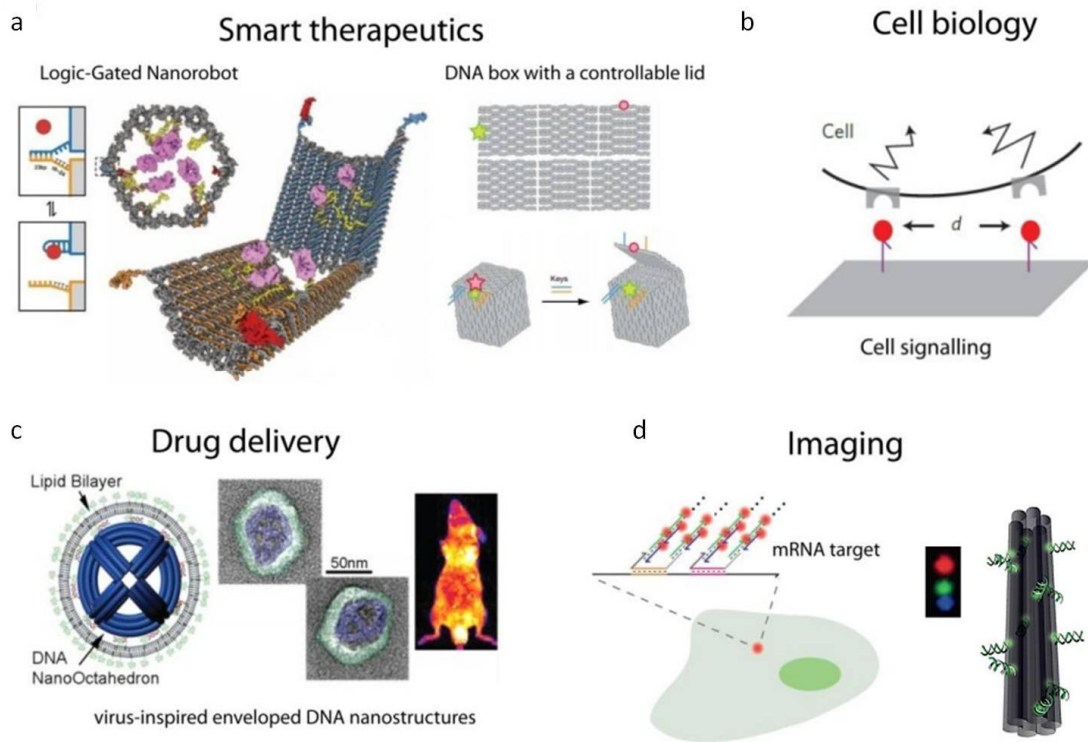 a
Smart therapeutics
Logic-Gated Nanorobot
DNA box with a controllable lid
Keys
b
Cell biology
Cell
d
Cell signalling
c
Drug delivery
Lipid Bilayer
50nm
DNA
NanoOctahedron
virus-inspired enveloped DNA nanostructures
d
Imaging
mRNA target